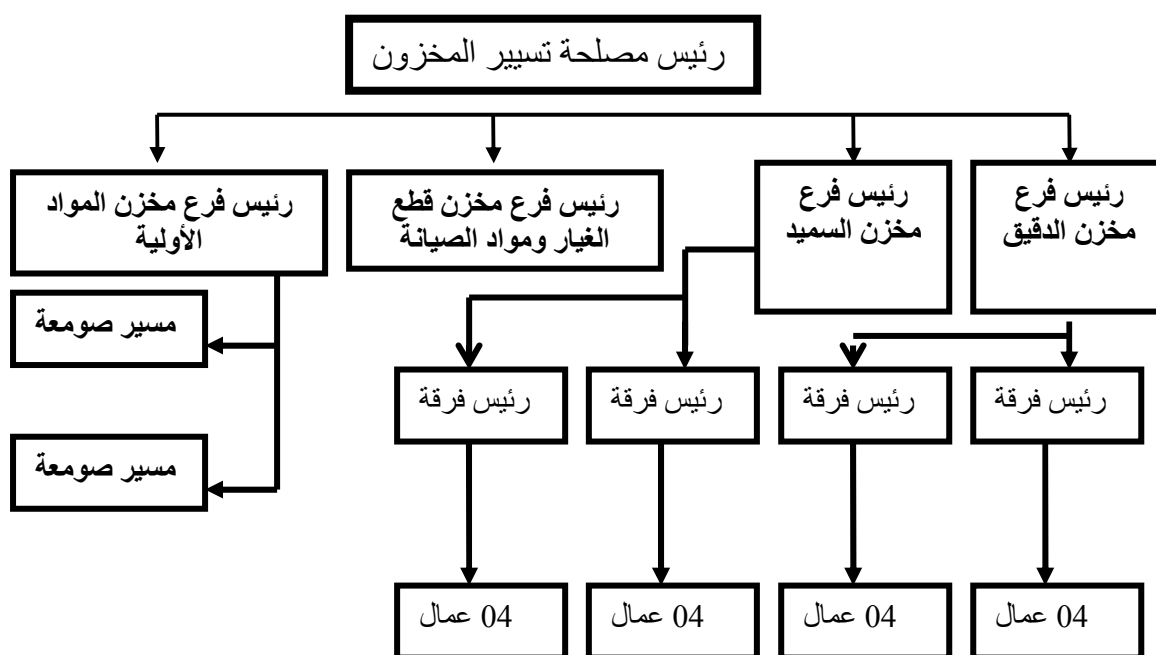 رئيس مصلحة تسيير المخزون
رئيس فرع
مخزن الدقيق
رئيس فرع
مخزن السميد
رئيس فرع مخزن قطع
الغيار ومواد الصيانة
رئيس فرع مخزن المواد
الأولية
مسير صومعة
مسير صومعة
رئيس فرقة
رئيس فرقة
رئيس فرقة
رئيس فرقة
04 عمال
04 عمال
04 عمال
04 عمال